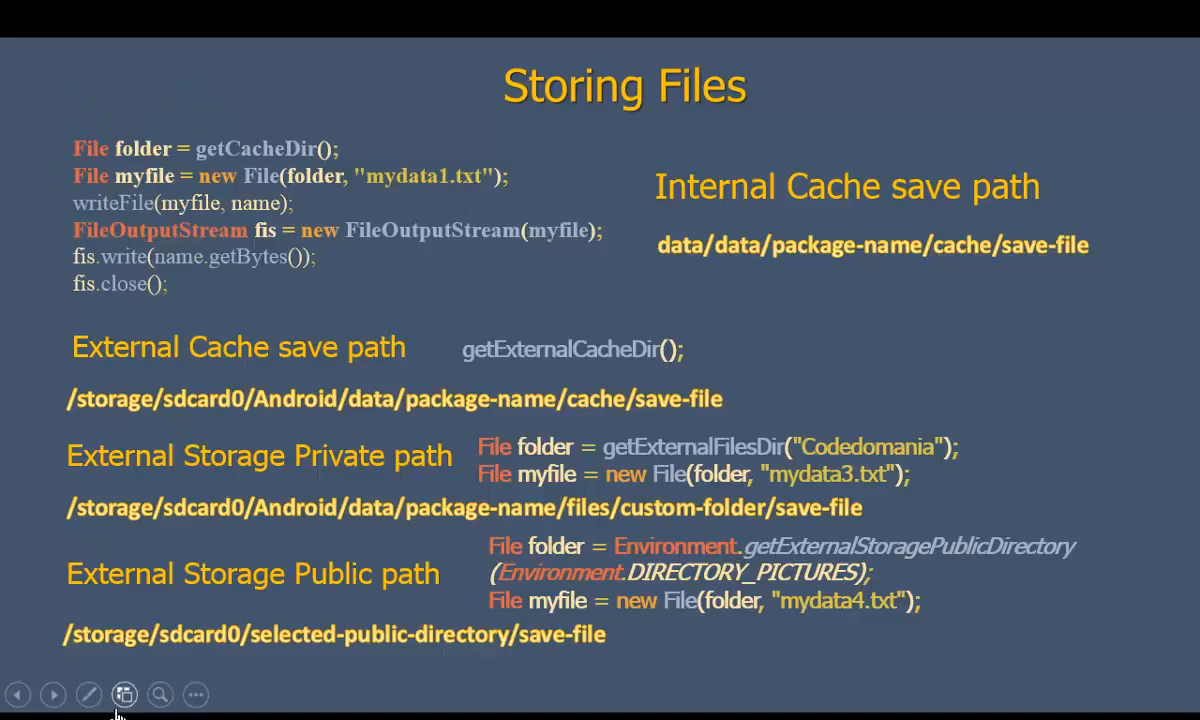 Storing Files
File folder = getCacheDir();
File myfile = new File(folder, "mydata1.txt");
writeFile(myfile, name);
FileOutputStream fis = new FileOutputStream(myfile);
fis.write(name.getBytes());
fis.close();
Internal Cache save path
data/data/package-name/cache/save-file
External Cache save path
getExternalCacheDir();
/storage/sdcard0/Android/data/package-name/cache/save-file
External Storage Private path
File folder = getExternalFilesDir("Codedomania");
File myfile = new File(folder, "mydata3.txt");
/storage/sdcard0/Android/data/package-name/files/custom-folder/save-file
External Storage Public path
File folder = Environment.getExternalStoragePublicDirectory
(Environment.DIRECTORY_PICTURES);
File myfile = new File(folder, "mydata4.txt");
/storage/sdcard0/selected-public-directory/save-file